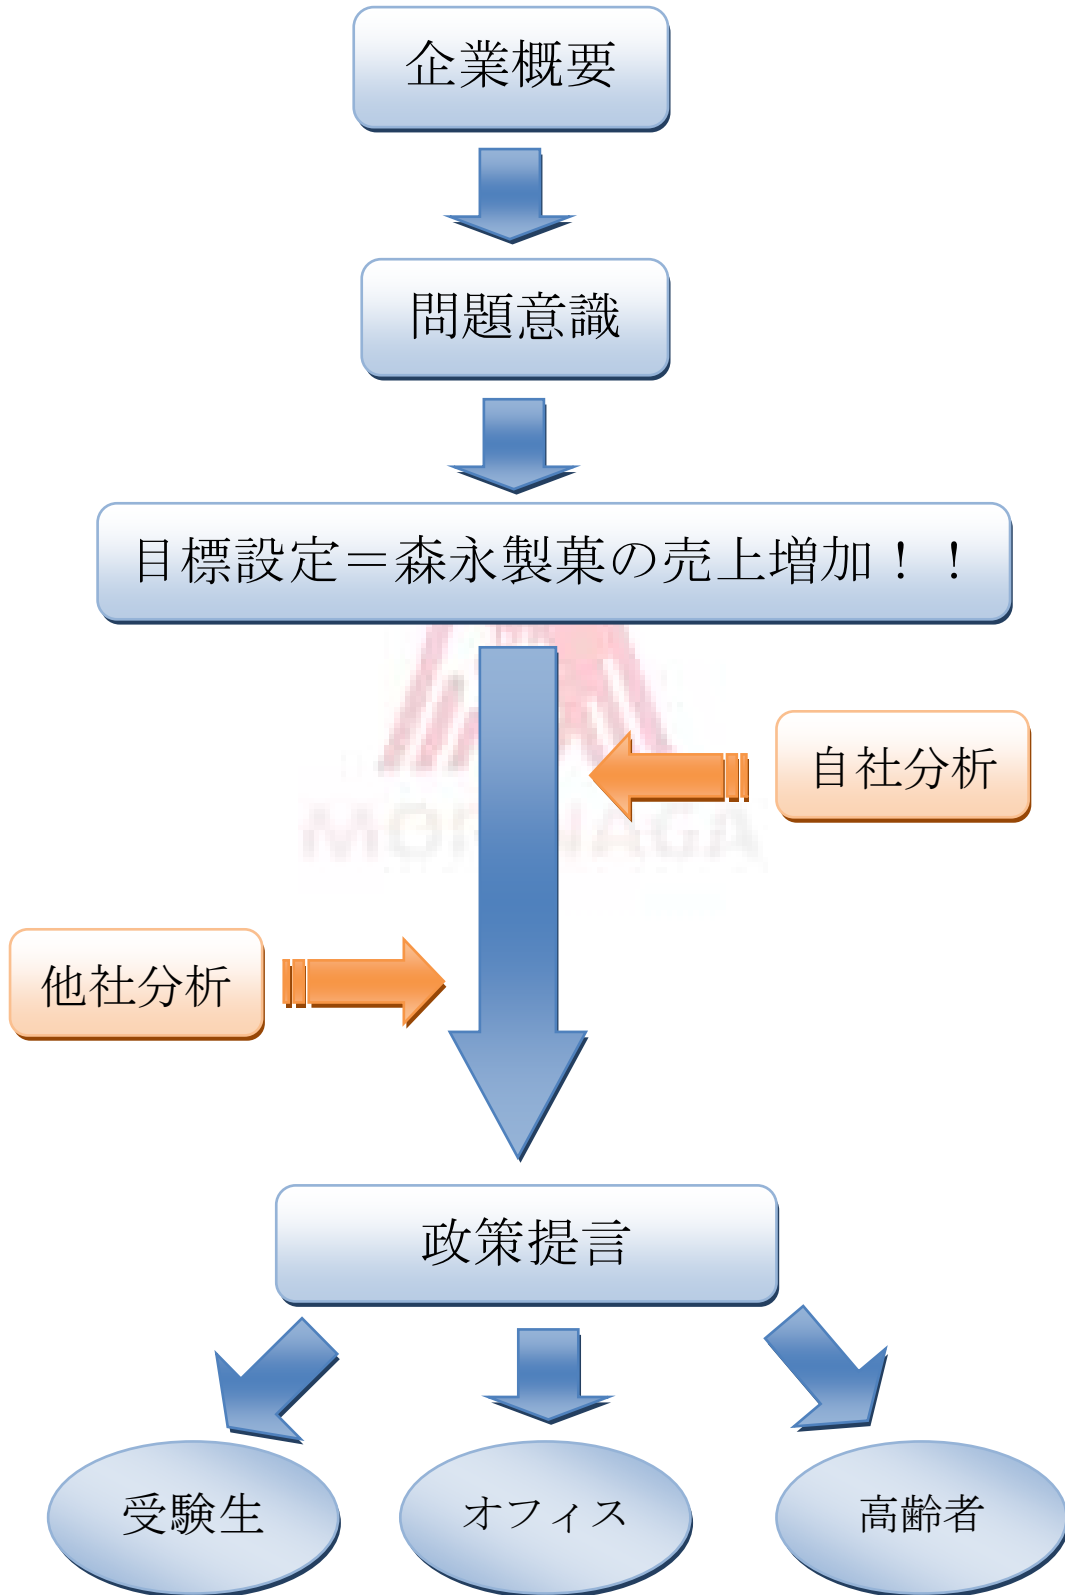 企業概要
問題意識
目標設定＝森永製菓の売上増加！！
自社分析
MORINAGA
他社分析
政策提言
受験生
オフィス
高齢者